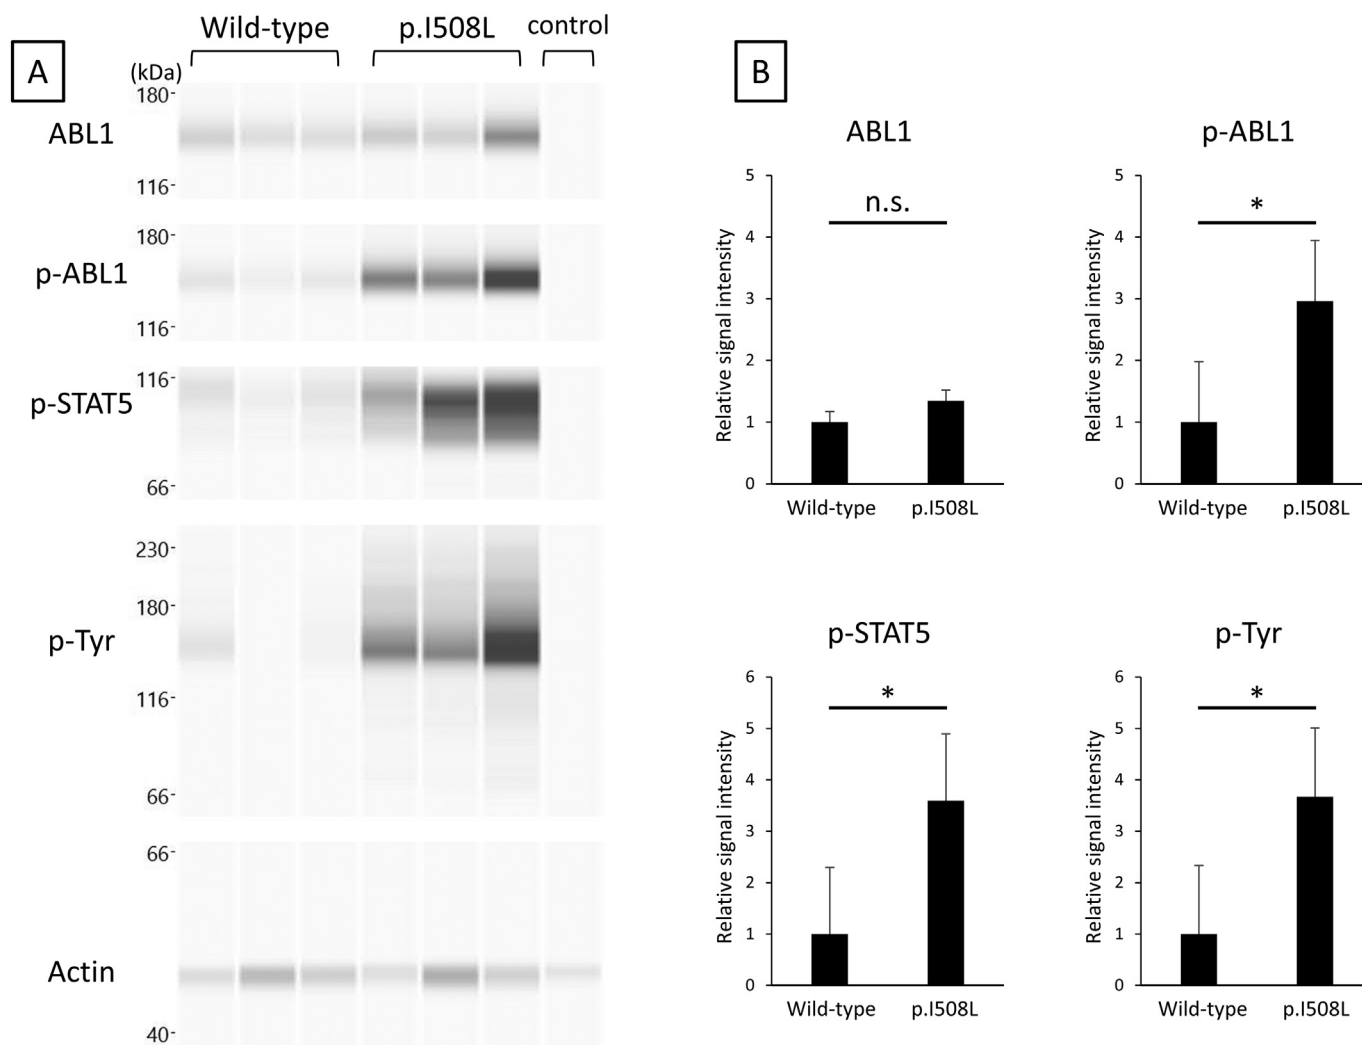 A
Wild-type
p.I508L
control
(kDa)
180-
ABL1
116-
180-
p-ABL1
116-
116-
p-STAT5
66-
230-
180-
p-Tyr
116-
66-
66-
Actin
40-
B
ABL1
5
4
3
2
1
0
Relative signal intensity
n.s.
Wild-type
p.I508L
p-ABL1
5
4
3
2
1
0
Relative signal intensity
*
Wild-type
p.I508L
p-STAT5
6
5
4
3
2
1
0
Relative signal intensity
*
Wild-type
p.I508L
p-Tyr
6
5
4
3
2
1
0
Relative signal intensity
*
Wild-type
p.I508L